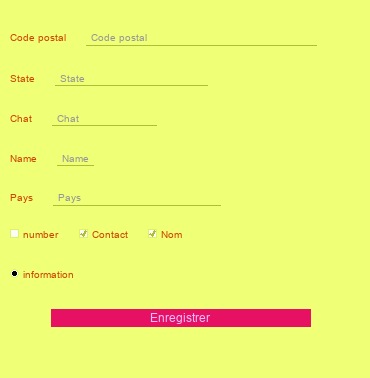 Code postal Code postal
State State
Chat Chat
Name Name
Pays Pays
number Contact Nom
information
Enregistrer